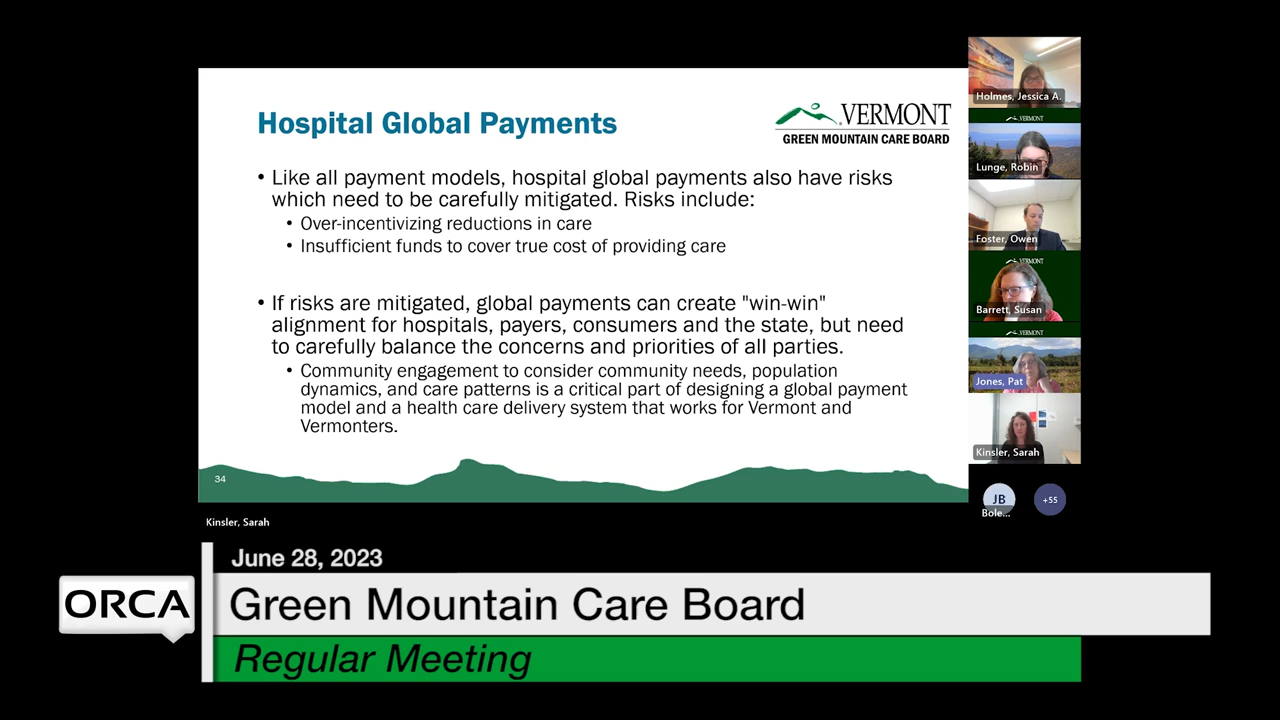 Hospital Global Payments
VERMONT
GREEN MOUNTAIN CARE BOARD
• Like all payment models, hospital global payments also have risks
which need to be carefully mitigated. Risks include:
• Over-incentivizing reductions in care
• Insufficient funds to cover true cost of providing care
• If risks are mitigated, global payments can create "win-win"
alignment for hospitals, payers, consumers and the state, but need
to carefully balance the concerns and priorities of all parties.
• Community engagement to consider community needs, population
dynamics, and care patterns is a critical part of designing a global payment
model and a health care delivery system that works for Vermont and
Vermonters.
34
Holmes, Jessica A.
VERMONT
Lunge, Robin
Foster, Owen
VERMONT
Barrett, Susan
VERMONT
Jones, Pat
Kinsler, Sarah
JB
Bole...
+55
Kinsler, Sarah
June 28, 2023
ORCA
Green Mountain Care Board
Regular Meeting